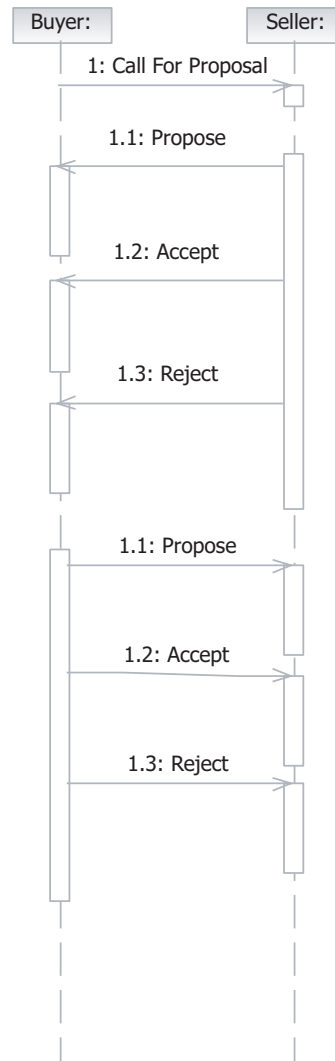 Buyer:
Seller:
1: Call For Proposal
1.1: Propose
1.2: Accept
1.3: Reject
1.1: Propose
1.2: Accept
1.3: Reject